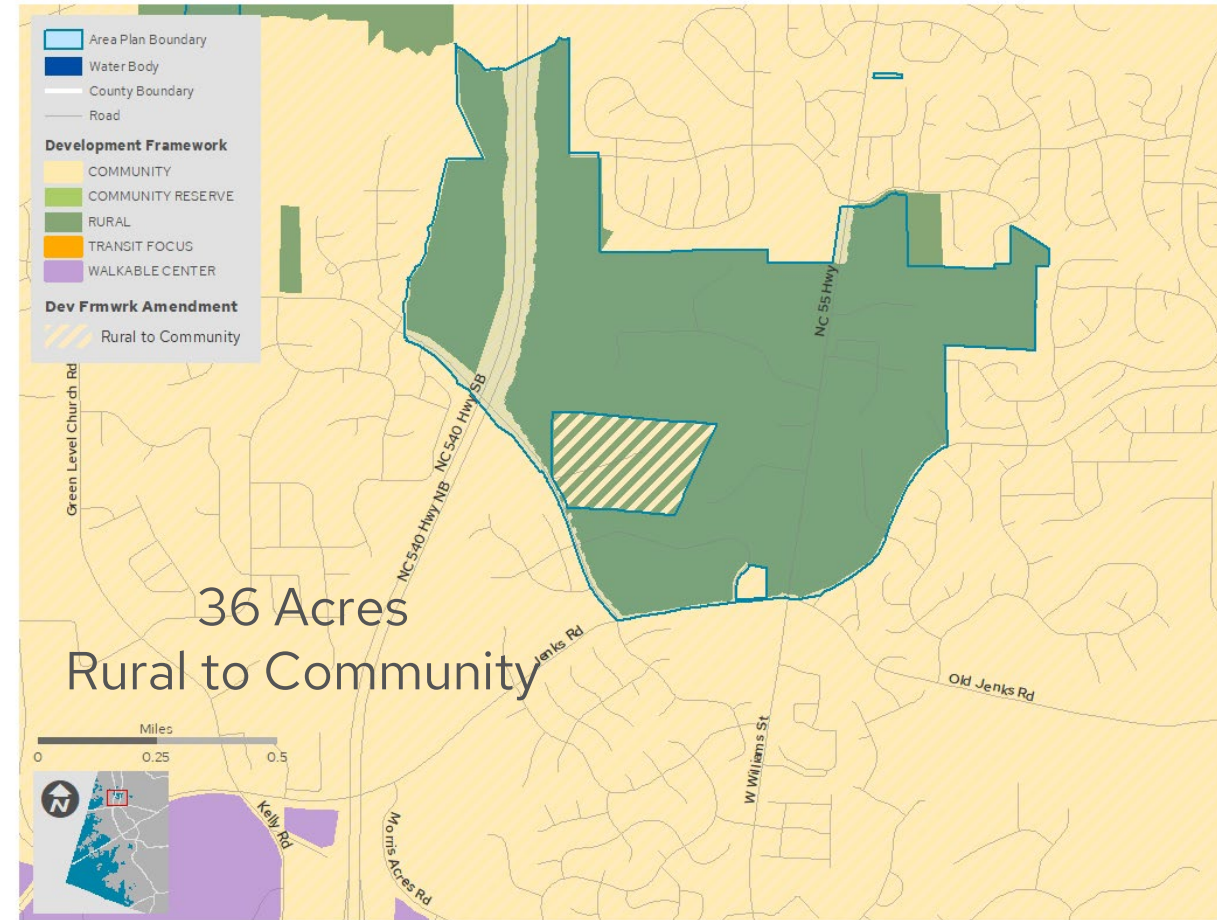 Area Plan Boundary
Water Body
County Boundary
Road
Development Framework
COMMUNITY
COMMUNITY RESERVE
RURAL
TRANSIT FOCUS
WALKABLE CENTER
Dev Frmwrk Amendment
Rural to Community
Green Level Church Rd
NC 540 Hwy SB
NC 540 Hwy NB
NC 55 Hwy
36 Acres
Rural to Community
Jenks Rd
Old Jenks Rd
W Williams St
Miles
0 0.25 0.5
N
Kelly Rd
Morris Acres Rd